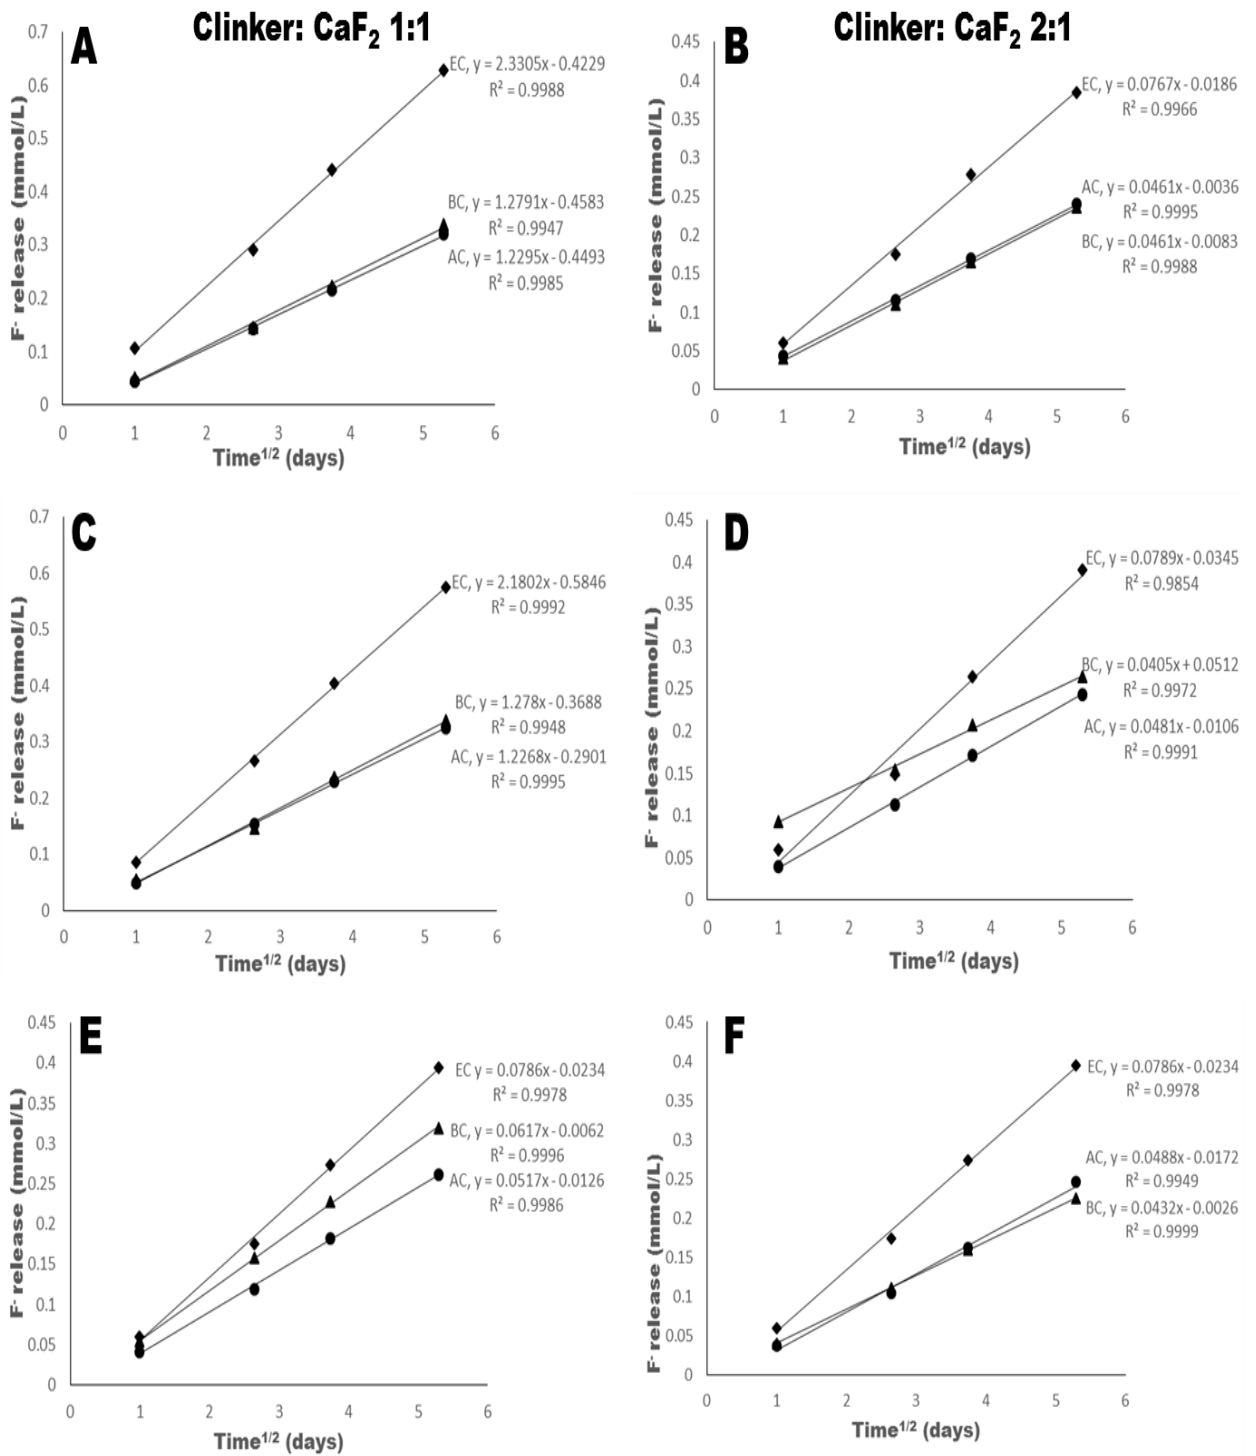 Clinker: CaF₂ 1:1
A
0.7
0.6
0.5
0.4
0.3
0.2
0.1
0
F⁻ release (mmol/L)
EC, y = 2.3305x - 0.4229
R² = 0.9988
BC, y = 1.2791x - 0.4583
R² = 0.9947
AC, y = 1.2295x - 0.4493
R² = 0.9985
0 1 2 3 4 5 6
Time¹/² (days)
Clinker: CaF₂ 2:1
B
0.45
0.4
0.35
0.3
0.25
0.2
0.15
0.1
0.05
0
F⁻ release (mmol/L)
EC, y = 0.0767x - 0.0186
R² = 0.9966
AC, y = 0.0461x - 0.0036
R² = 0.9995
BC, y = 0.0461x - 0.0083
R² = 0.9988
0 1 2 3 4 5 6
Time¹/² (days)
C
0.7
0.6
0.5
0.4
0.3
0.2
0.1
0
F⁻ release (mmol/L)
EC, y = 2.1802x - 0.5846
R² = 0.9992
BC, y = 1.278x - 0.3688
R² = 0.9948
AC, y = 1.2268x - 0.2901
R² = 0.9995
0 1 2 3 4 5 6
Time¹/² (days)
D
0.45
0.4
0.35
0.3
0.25
0.2
0.15
0.1
0.05
0
F⁻ release (mmol/L)
EC, y = 0.0789x - 0.0345
R² = 0.9854
BC, y = 0.0405x + 0.0512
R² = 0.9972
AC, y = 0.0481x - 0.0106
R² = 0.9991
0 1 2 3 4 5 6
Time¹/² (days)
E
0.45
0.4
0.35
0.3
0.25
0.2
0.15
0.1
0.05
0
F⁻ release (mmol/L)
EC y = 0.0786x - 0.0234
R² = 0.9978
BC, y = 0.0617x - 0.0062
R² = 0.9996
AC, y = 0.0517x - 0.0126
R² = 0.9986
0 1 2 3 4 5 6
Time¹/² (days)
F
0.45
0.4
0.35
0.3
0.25
0.2
0.15
0.1
0.05
0
F⁻ release (mmol/L)
EC, y = 0.0786x - 0.0234
R² = 0.9978
AC, y = 0.0488x - 0.0172
R² = 0.9949
BC, y = 0.0432x - 0.0026
R² = 0.9999
0 1 2 3 4 5 6
Time¹/² (days)